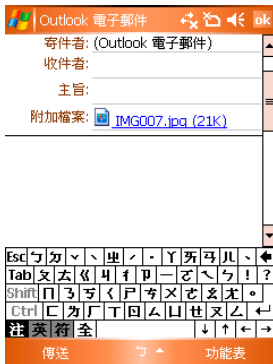 Outlook 電子郵件 ok
寄件者: (Outlook 電子郵件)
收件者:
主旨:
附加檔案: IMG007.jpg (21K)
Esc ㄅ ㄉ ˇ ˋ ㄓ ˊ ˙ ㄚ ㄞ ㄢ ㄦ 、
Tab ㄆ ㄊ ㄍ ㄐ ㄔ ㄗ ㄧ ㄛ ㄟ ㄣ ! ?
Shift ㄇ ㄋ ㄎ ㄑ ㄕ ㄘ ㄨ ㄜ ㄠ ㄤ 。
Ctrl ㄈ ㄌ ㄏ ㄒ ㄖ ㄙ ㄩ ㄝ ㄡ ㄥ
注 英 符 全 ↓ ↑ ← →
傳送 ㄅ 功能表